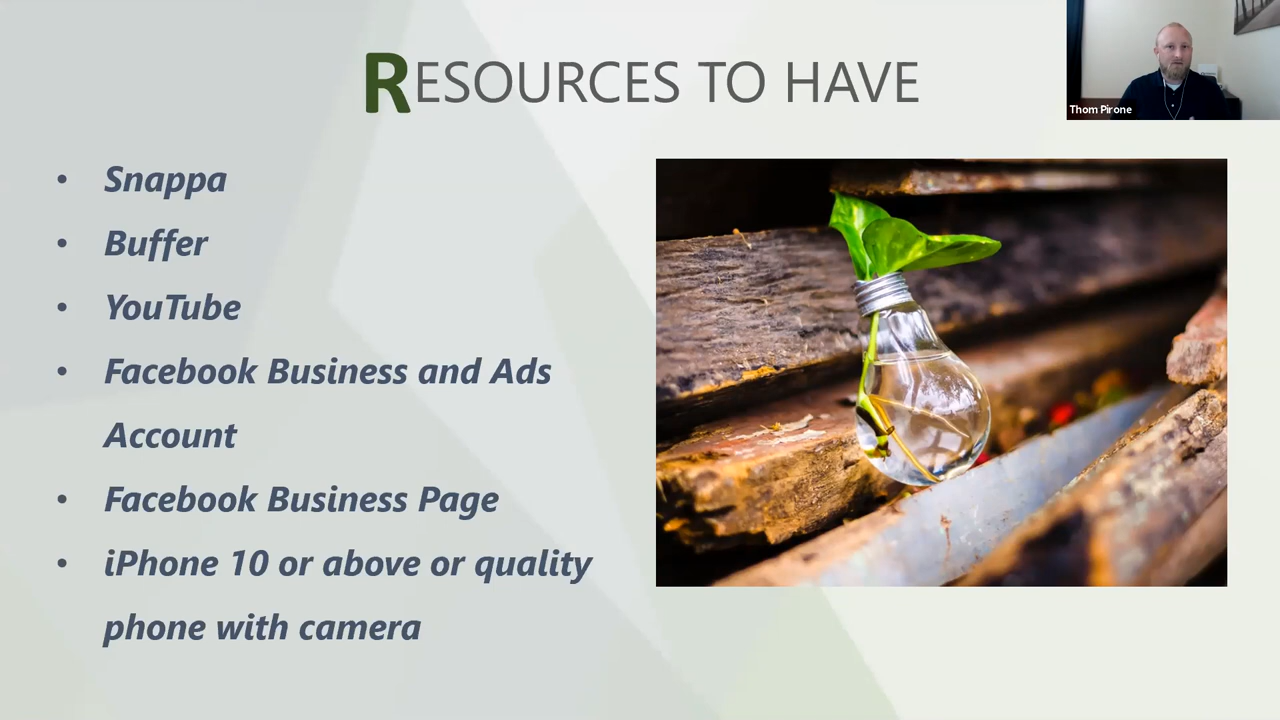 RESOURCES TO HAVE
Thom Pirone
• Snappa
• Buffer
• YouTube
• Facebook Business and Ads
Account
• Facebook Business Page
• iPhone 10 or above or quality
phone with camera